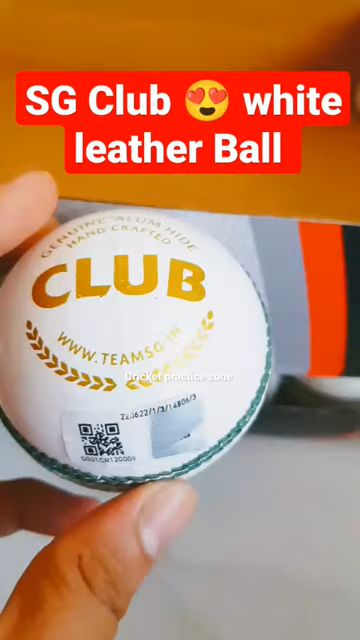 SG Club 😍 white
leather Ball
GENUINE ALUM HIDE
HAND CRAFTED
CLUB
WWW.TEAMSG.IN
Cricket practice zone
220622/1/3/14806/3